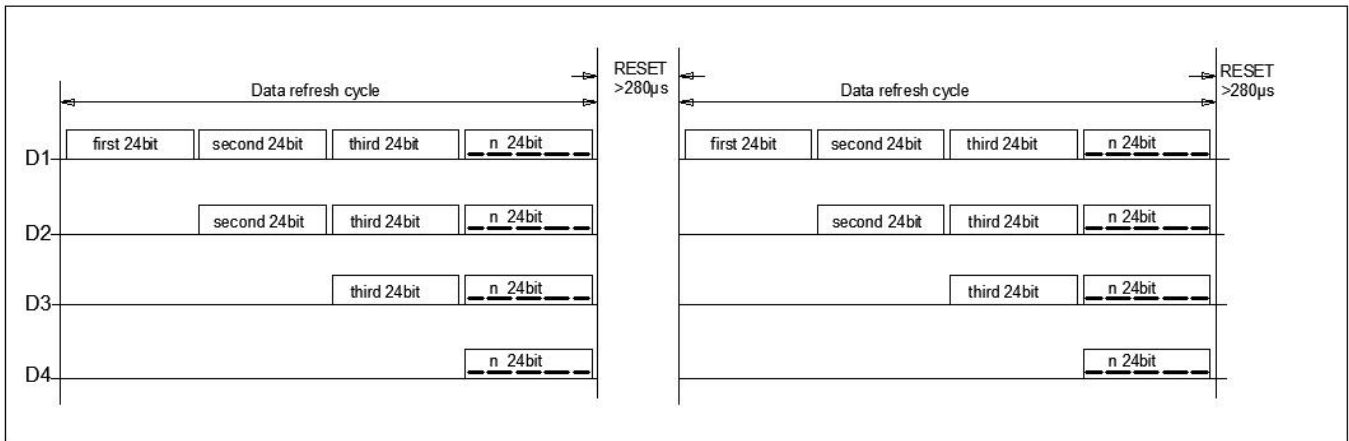 RESET
>280µs
RESET
>280µs
Data refresh cycle
Data refresh cycle
D1
first 24bit
second 24bit
third 24bit
n 24bit
first 24bit
second 24bit
third 24bit
n 24bit
D2
second 24bit
third 24bit
n 24bit
second 24bit
third 24bit
n 24bit
D3
third 24bit
n 24bit
third 24bit
n 24bit
D4
n 24bit
n 24bit